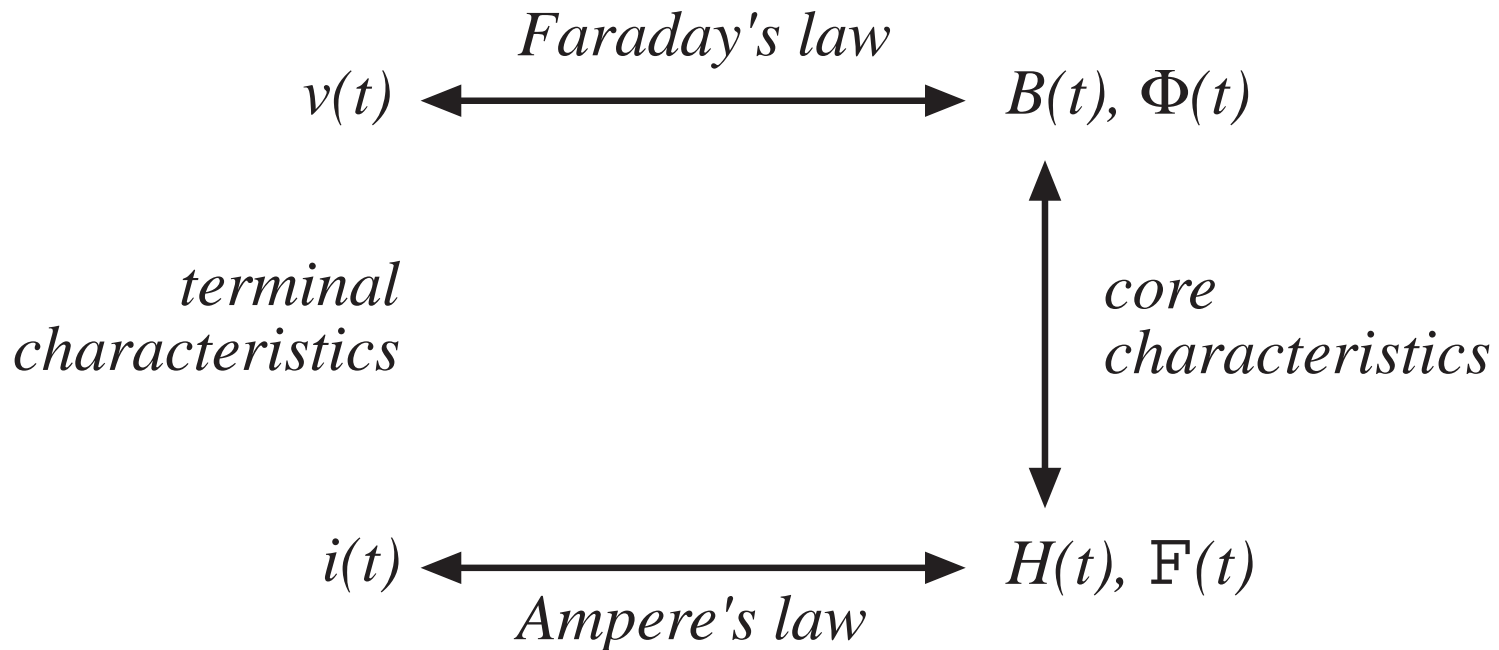 Faraday's law
v(t)
B(t), Φ(t)
terminal
characteristics
core
characteristics
i(t)
H(t), F(t)
Ampere's law